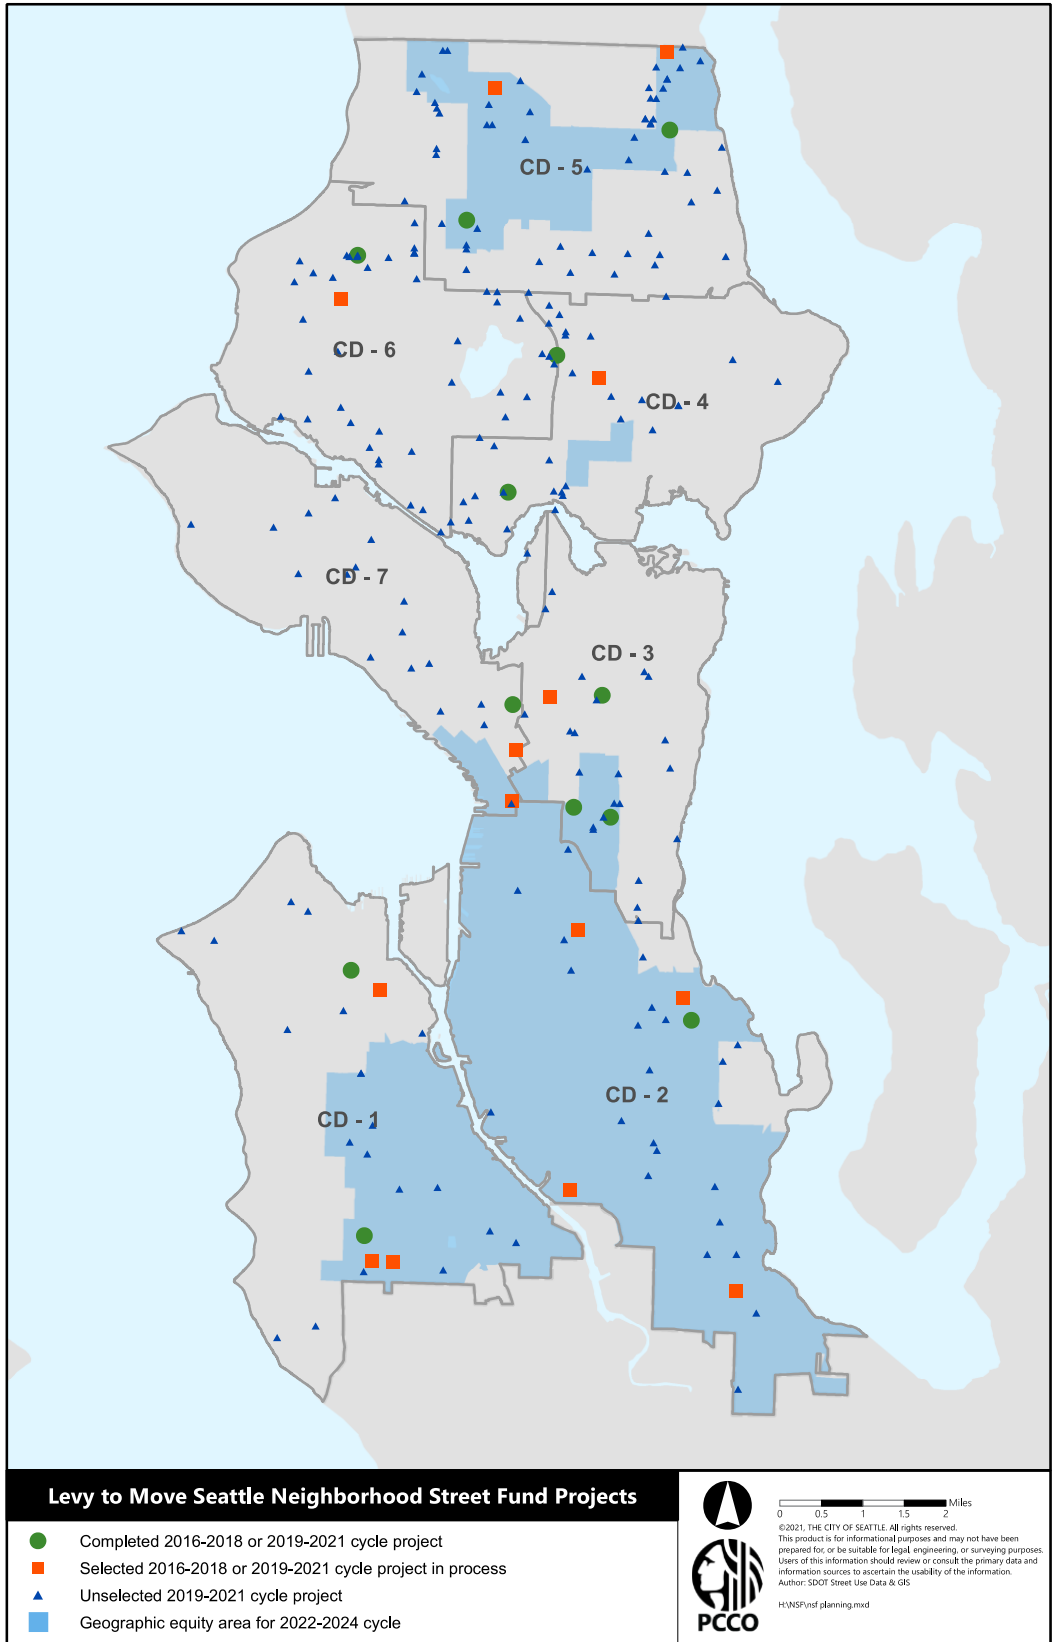 CD - 5
CD - 6
CD - 4
CD - 7
CD - 3
CD - 2
CD - 1
Levy to Move Seattle Neighborhood Street Fund Projects
Completed 2016-2018 or 2019-2021 cycle project
Selected 2016-2018 or 2019-2021 cycle project in process
Unselected 2019-2021 cycle project
Geographic equity area for 2022-2024 cycle
PCCO
Miles
0 0.5 1 1.5 2
©2021, THE CITY OF SEATTLE. All rights reserved.
This product is for informational purposes and may not have been
prepared for, or be suitable for legal, engineering, or surveying purposes.
Users of this information should review or consult the primary data and
information sources to ascertain the usability of the information.
Author: SDOT Street Use Data & GIS
H:\NSF\nsf planning.mxd